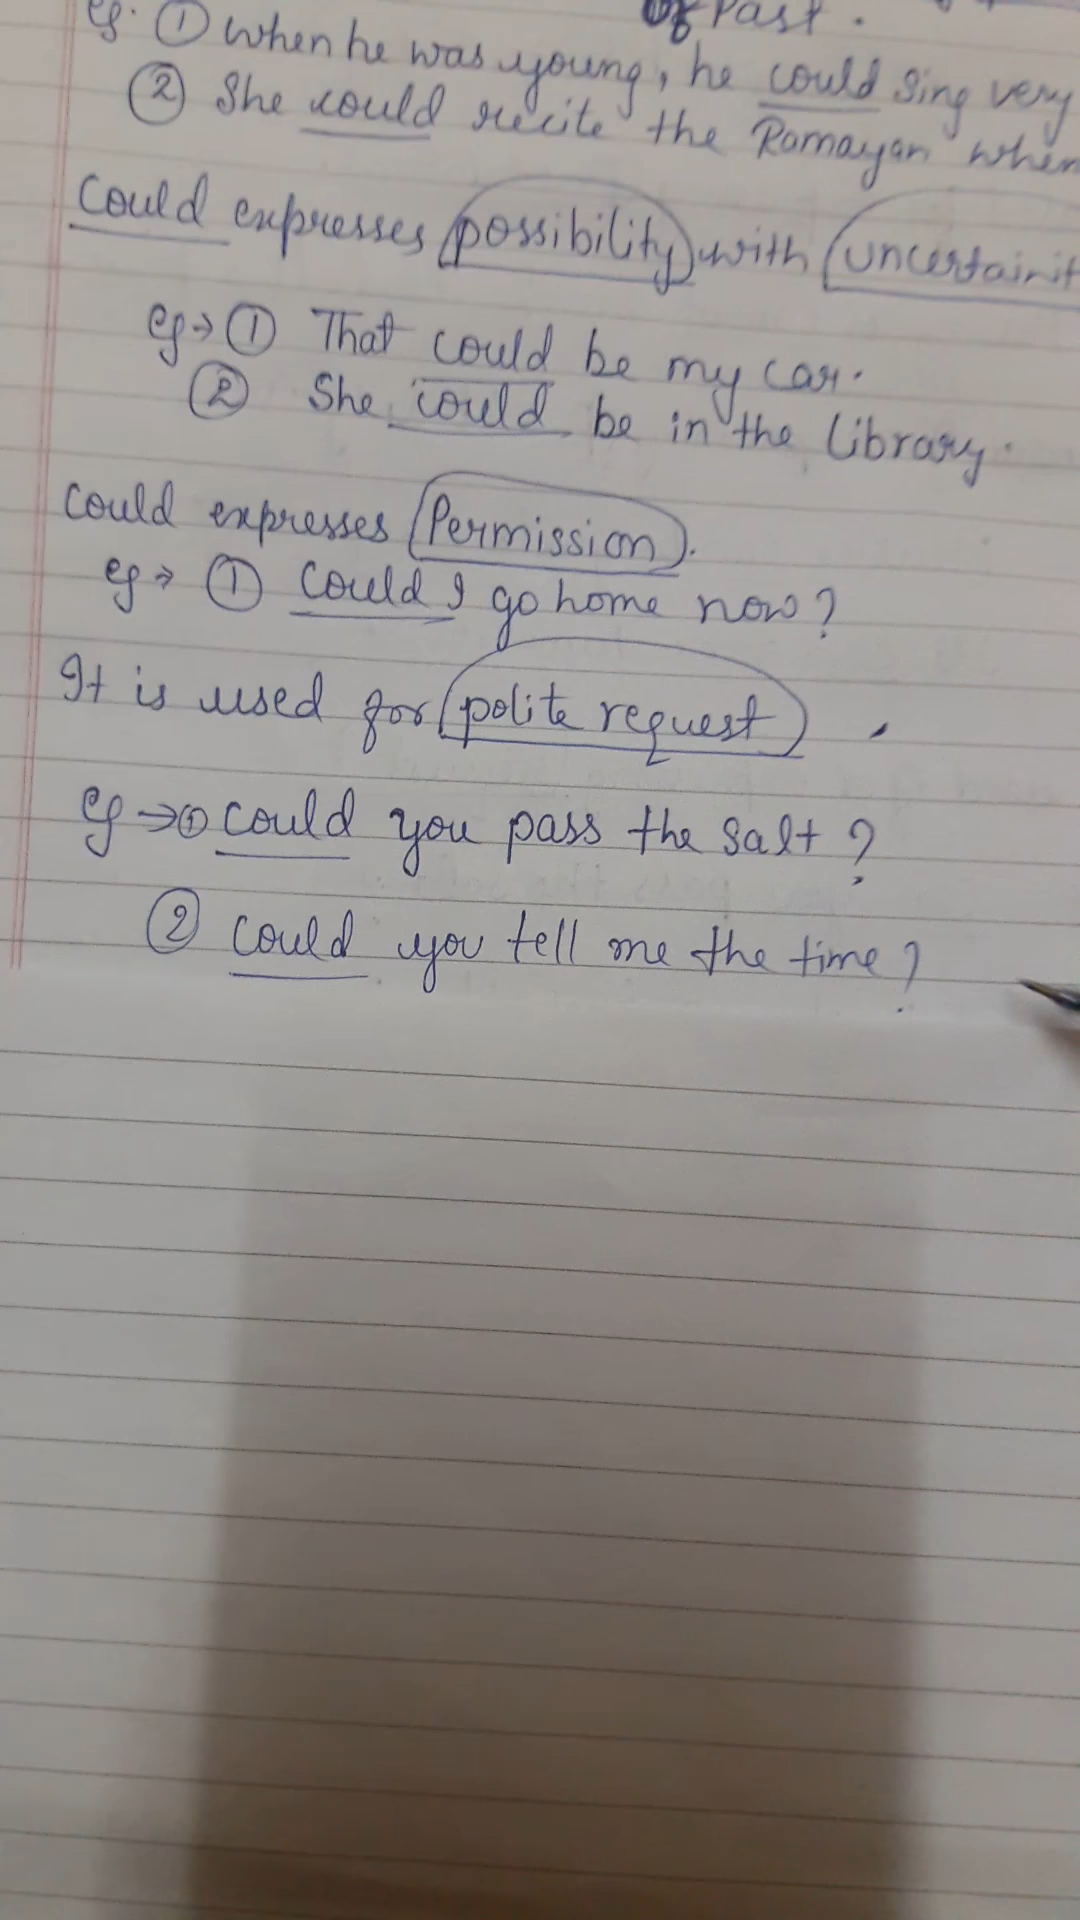 of Past.
eg. ① When he was young, he could sing very
② She could recite the Ramayan when
Could expresses possibility with uncertainit
eg → ① That could be my car.
② She could be in the library.
Could expresses Permission.
eg → ① Could I go home now?
It is used for polite request
eg → ① Could you pass the salt?
② Could you tell me the time?